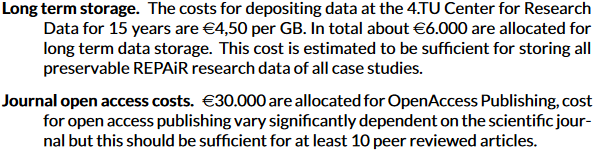 Long term storage. The costs for depositing data at the 4.TU Center for Research
Data for 15 years are €4,50 per GB. In total about €6.000 are allocated for
long term data storage. This cost is estimated to be sufficient for storing all
preservable REPAiR research data of all case studies.
Journal open access costs. €30.000 are allocated for OpenAccess Publishing, cost
for open access publishing vary significantly dependent on the scientific jour-
nal but this should be sufficient for at least 10 peer reviewed articles.